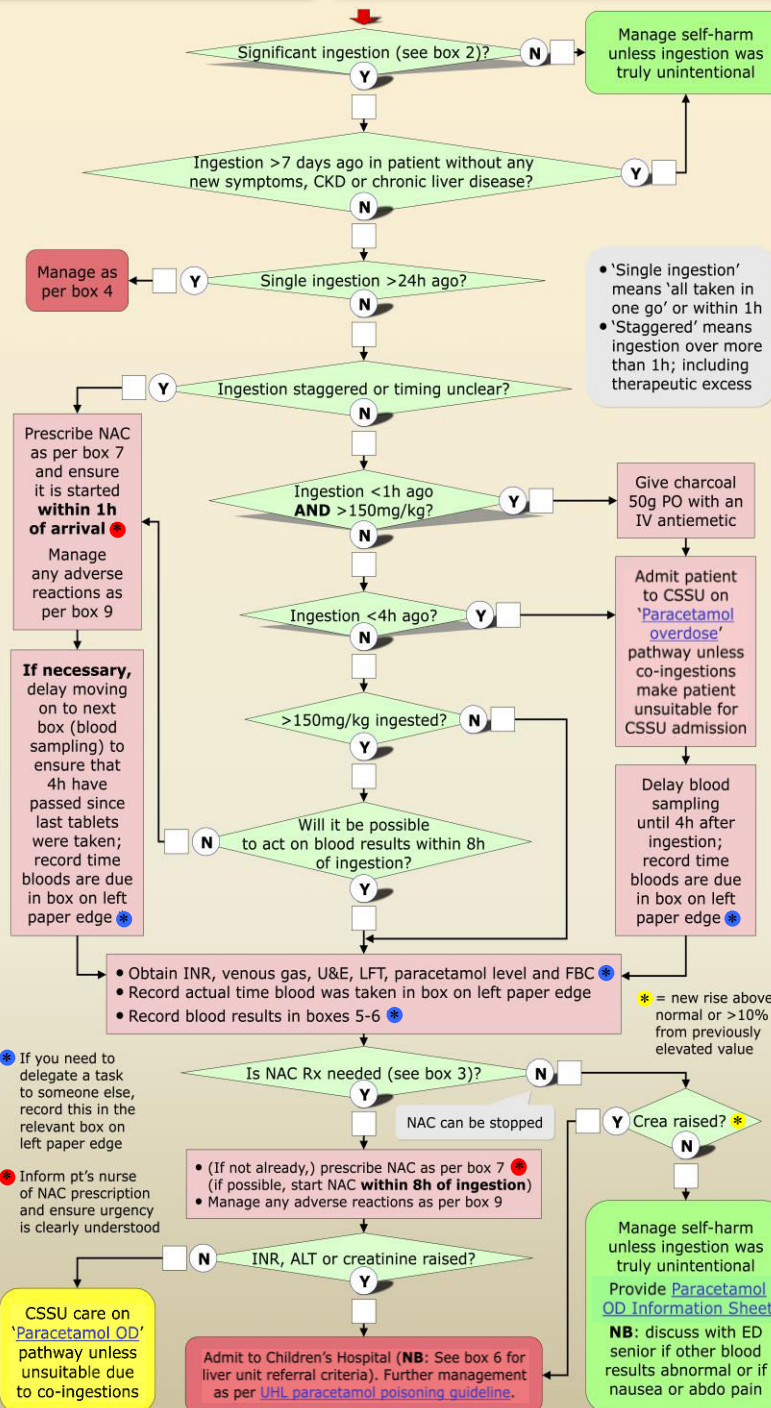 Significant ingestion (see box 2)?
N
Y
Manage self-harm
unless ingestion was
truly unintentional
Ingestion >7 days ago in patient without any
new symptoms, CKD or chronic liver disease?
Y
N
Manage as
per box 4
Y
Single ingestion >24h ago?
N
• ‘Single ingestion’
means ‘all taken in
one go’ or within 1h
• ‘Staggered’ means
ingestion over more
than 1h; including
therapeutic excess
Y
Ingestion staggered or timing unclear?
N
Prescribe NAC
as per box 7
and ensure
it is started
within 1h
of arrival *
Manage
any adverse
reactions as
per box 9
Ingestion <1h ago
AND >150mg/kg?
Y
N
Give charcoal
50g PO with an
IV antiemetic
Ingestion <4h ago?
Y
N
Admit patient
to CSSU on
‘Paracetamol
overdose’
pathway unless
co-ingestions
make patient
unsuitable for
CSSU admission
If necessary,
delay moving
on to next
box (blood
sampling) to
ensure that
4h have
passed since
last tablets
were taken;
record time
bloods are due
in box on left
paper edge *
>150mg/kg ingested?
N
Y
Will it be possible
to act on blood results within 8h
of ingestion?
N
Y
Delay blood
sampling
until 4h after
ingestion;
record time
bloods are due
in box on left
paper edge *
• Obtain INR, venous gas, U&E, LFT, paracetamol level and FBC *
• Record actual time blood was taken in box on left paper edge
• Record blood results in boxes 5-6 *
* = new rise above
normal or >10%
from previously
elevated value
* If you need to
delegate a task
to someone else,
record this in the
relevant box on
left paper edge
* Inform pt’s nurse
of NAC prescription
and ensure urgency
is clearly understood
Is NAC Rx needed (see box 3)?
N
Y
NAC can be stopped
Y
Crea raised? *
N
• (If not already,) prescribe NAC as per box 7 *
(if possible, start NAC within 8h of ingestion)
• Manage any adverse reactions as per box 9
N
INR, ALT or creatinine raised?
Y
CSSU care on
‘Paracetamol OD’
pathway unless
unsuitable due
to co-ingestions
Admit to Children’s Hospital (NB: See box 6 for
liver unit referral criteria). Further management
as per UHL paracetamol poisoning guideline.
Manage self-harm
unless ingestion was
truly unintentional
Provide Paracetamol
OD Information Sheet
NB: discuss with ED
senior if other blood
results abnormal or if
nausea or abdo pain